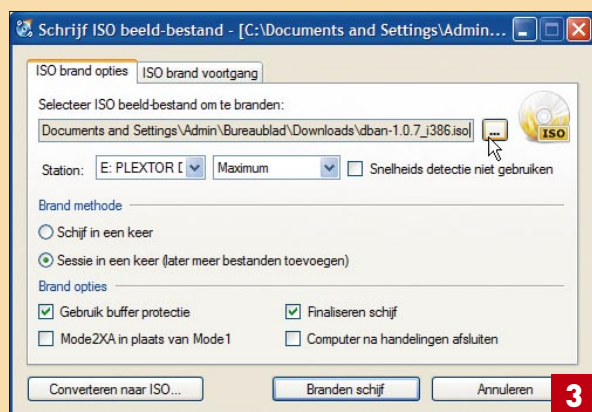 Schrijf ISO beeld-bestand - [C:\Documents and Settings\Admin...
ISO brand opties ISO brand voortgang
Selecteer ISO beeld-bestand om te branden:
Documents and Settings\Admin\Bureaublad\Downloads\dban-1.0.7_i386.iso ...
ISO
Station: E: PLEXTOR Maximum Snelheids detectie niet gebruiken
Brand methode
Schijf in een keer
Sessie in een keer (later meer bestanden toevoegen)
Brand opties
Gebruik buffer protectie Finaliseren schijf
Mode2XA in plaats van Mode1 Computer na handelingen afsluiten
Converteren naar ISO... Branden schijf Annuleren
3